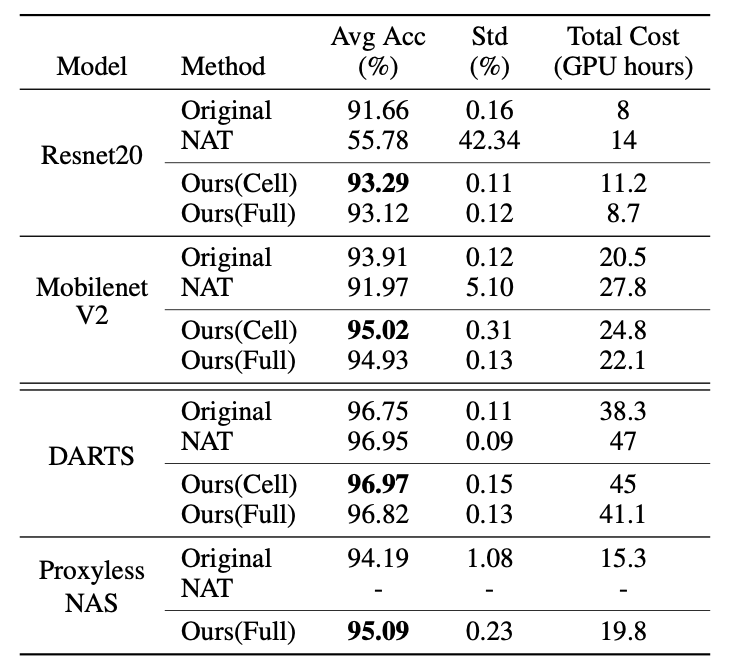 Model Method Avg Acc (%) Std (%) Total Cost (GPU hours)
Resnet20
Original 91.66 0.16 8
NAT 55.78 42.34 14
Ours(Cell) 93.29 0.11 11.2
Ours(Full) 93.12 0.12 8.7
Mobilenet V2
Original 93.91 0.12 20.5
NAT 91.97 5.10 27.8
Ours(Cell) 95.02 0.31 24.8
Ours(Full) 94.93 0.13 22.1
DARTS
Original 96.75 0.11 38.3
NAT 96.95 0.09 47
Ours(Cell) 96.97 0.15 45
Ours(Full) 96.82 0.13 41.1
Proxyless NAS
Original 94.19 1.08 15.3
NAT - - -
Ours(Full) 95.09 0.23 19.8